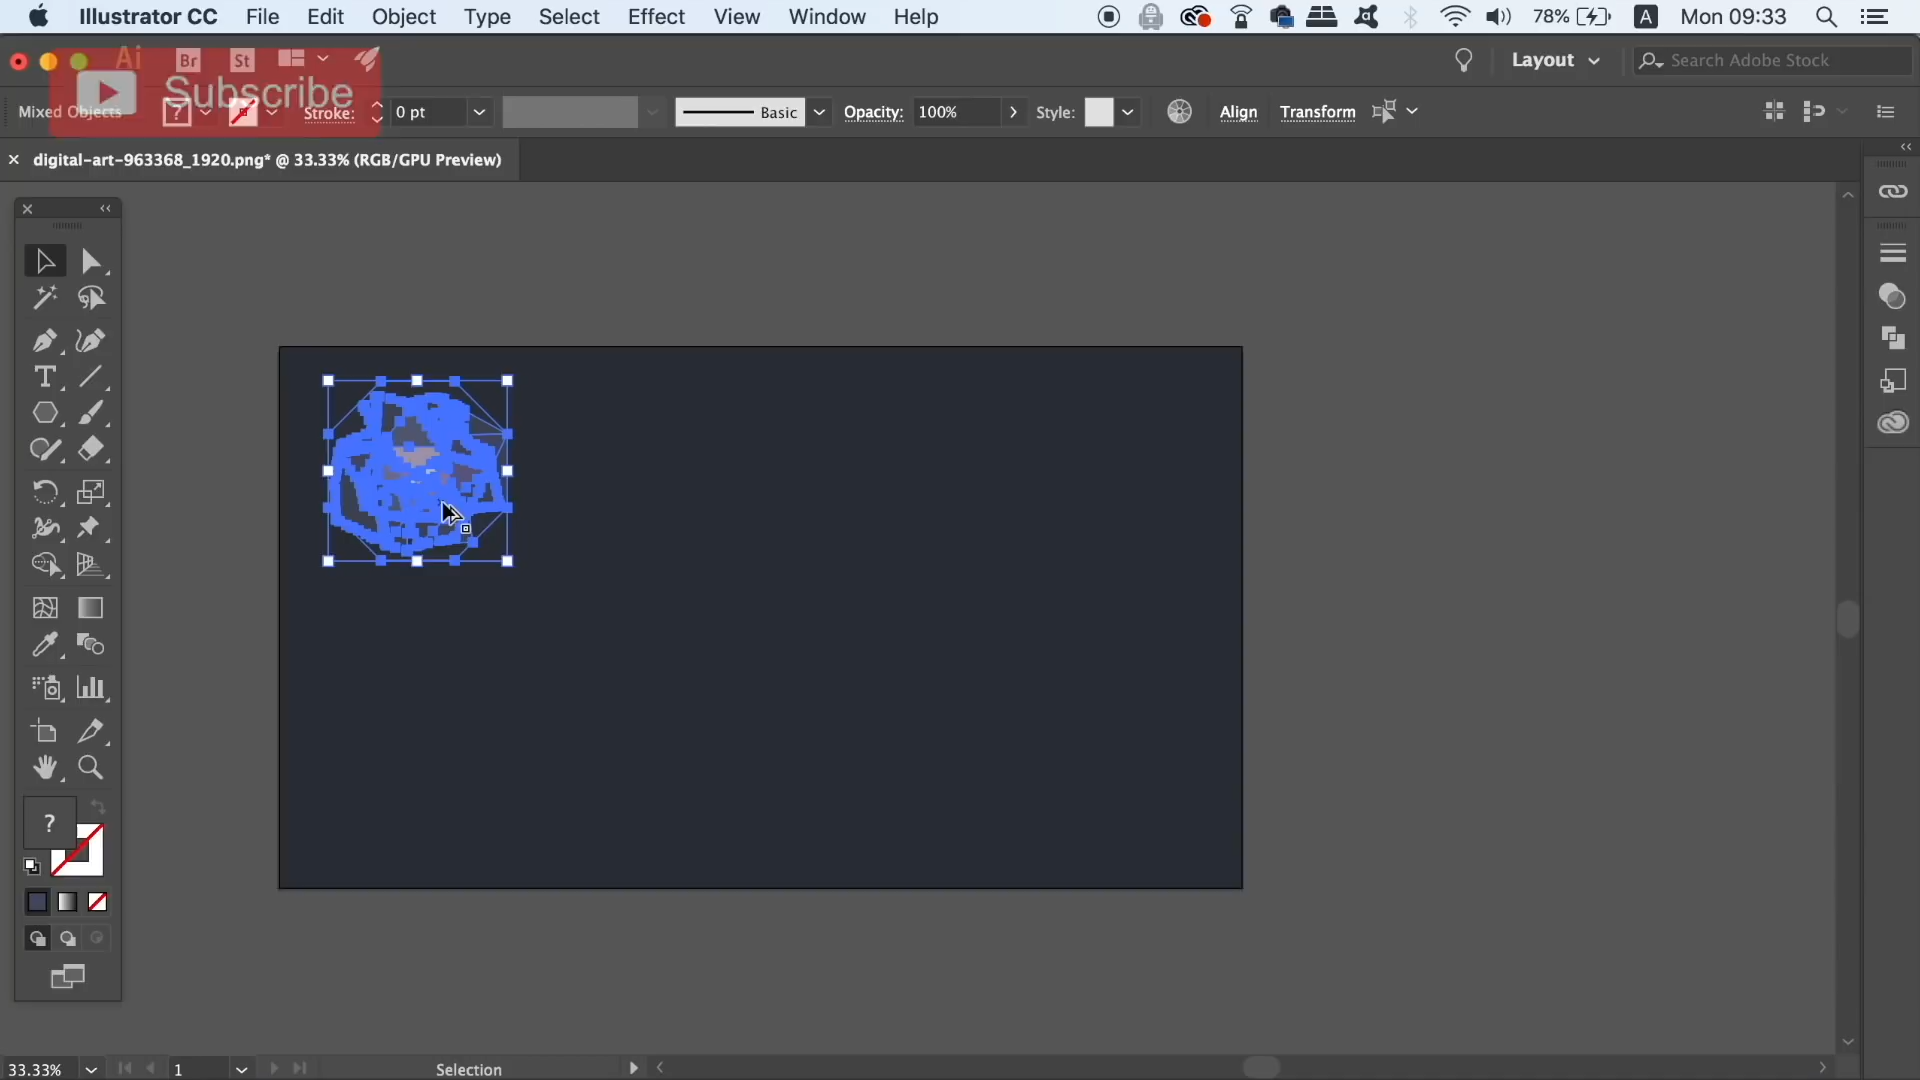 Illustrator CC File Edit Object Type Select Effect View Window Help 78% A Mon 09:33
Ai Br St Layout Search Adobe Stock
Subscribe
Mixed Objects ? Stroke: 0 pt Basic Opacity: 100% Style: Align Transform
digital-art-963368_1920.png* @ 33.33% (RGB/GPU Preview)
T
?
33.33% 1 Selection